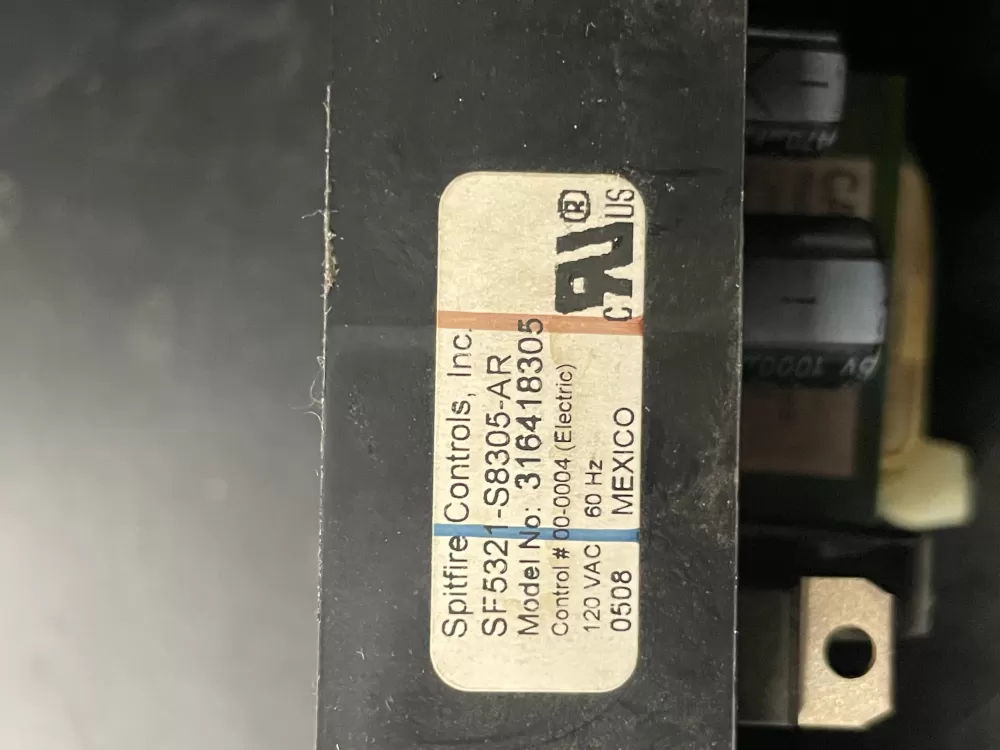 Spitfire Controls, Inc.
SF5321-S8305-AR
Model No: 316418305
Control # 00-0004 (Electric)
120 VAC 60 Hz
0508 MEXICO
®
C US